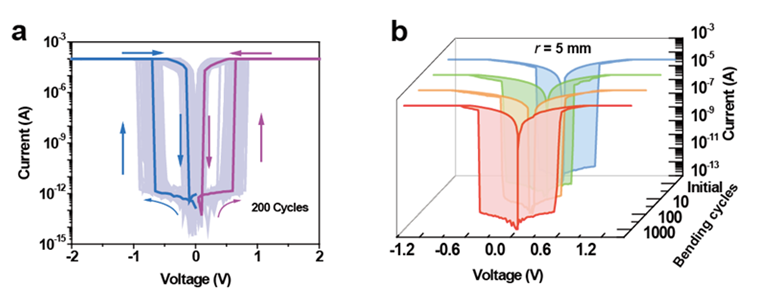 a
Current (A)
10-3
10-6
10-9
10-12
10-15
200 Cycles
-2
-1
0
1
2
Voltage (V)
b
r = 5 mm
10-3
10-5
10-7
10-9
10-11
10-13
Current (A)
Initial
10
100
1000
Bending cycles
-1.2
-0.6
0.0
0.6
1.2
Voltage (V)